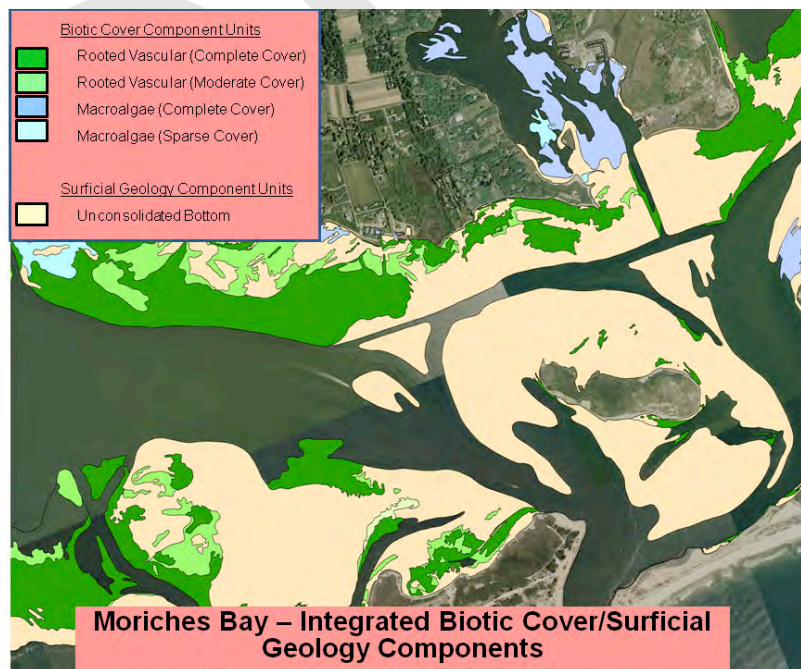 Biotic Cover Component Units
Rooted Vascular (Complete Cover)
Rooted Vascular (Moderate Cover)
Macroalgae (Complete Cover)
Macroalgae (Sparse Cover)
Surficial Geology Component Units
Unconsolidated Bottom
Moriches Bay – Integrated Biotic Cover/Surficial
Geology Components